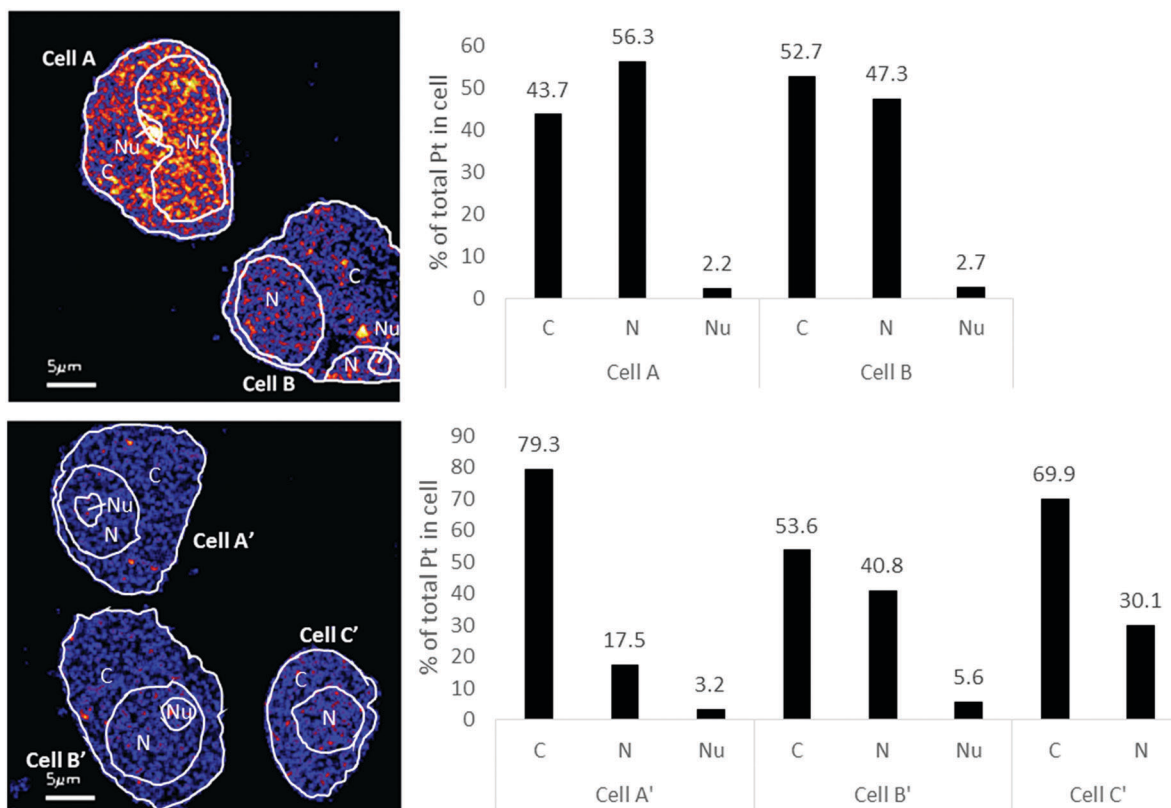 Cell A
Nu
N
C
5µm
N
C
Nu
N
Cell B
% of total Pt in cell
60
50
40
30
20
10
0
43.7
56.3
2.2
52.7
47.3
2.7
C N Nu C N Nu
Cell A Cell B
C
Nu
N
Cell A'
C
Nu
N
Cell B'
5µm
Cell C'
C
N
% of total Pt in cell
90
80
70
60
50
40
30
20
10
0
79.3
17.5
3.2
53.6
40.8
5.6
69.9
30.1
C N Nu C N Nu C N
Cell A' Cell B' Cell C'